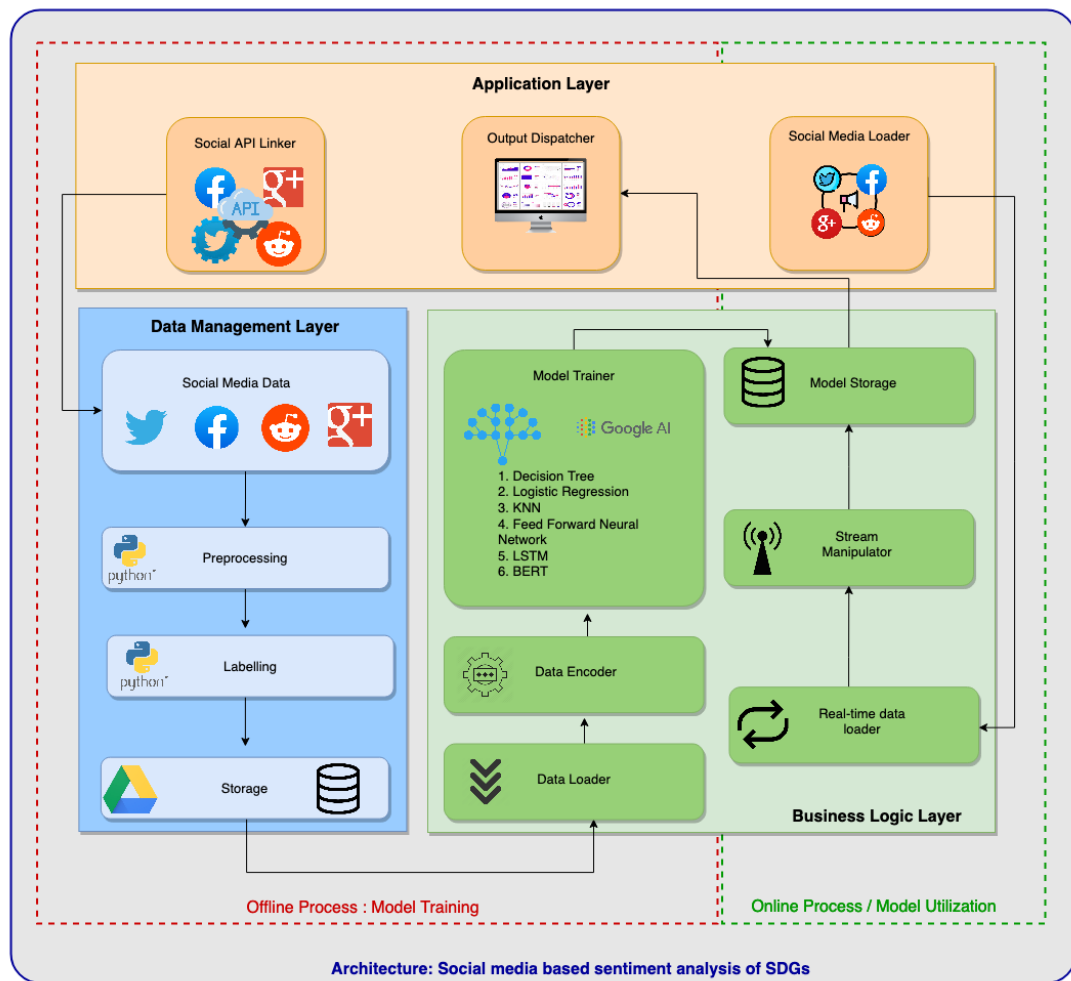 Application Layer
Social API Linker
g+
API
Output Dispatcher
Social Media Loader
g+
Data Management Layer
Social Media Data
g+
Preprocessing
python
Labelling
python
Storage
Model Trainer
Google AI
1. Decision Tree
2. Logistic Regression
3. KNN
4. Feed Forward Neural
Network
5. LSTM
6. BERT
Data Encoder
Data Loader
Model Storage
Stream
Manipulator
Real-time data
loader
Business Logic Layer
Offline Process : Model Training
Online Process / Model Utilization
Architecture: Social media based sentiment analysis of SDGs